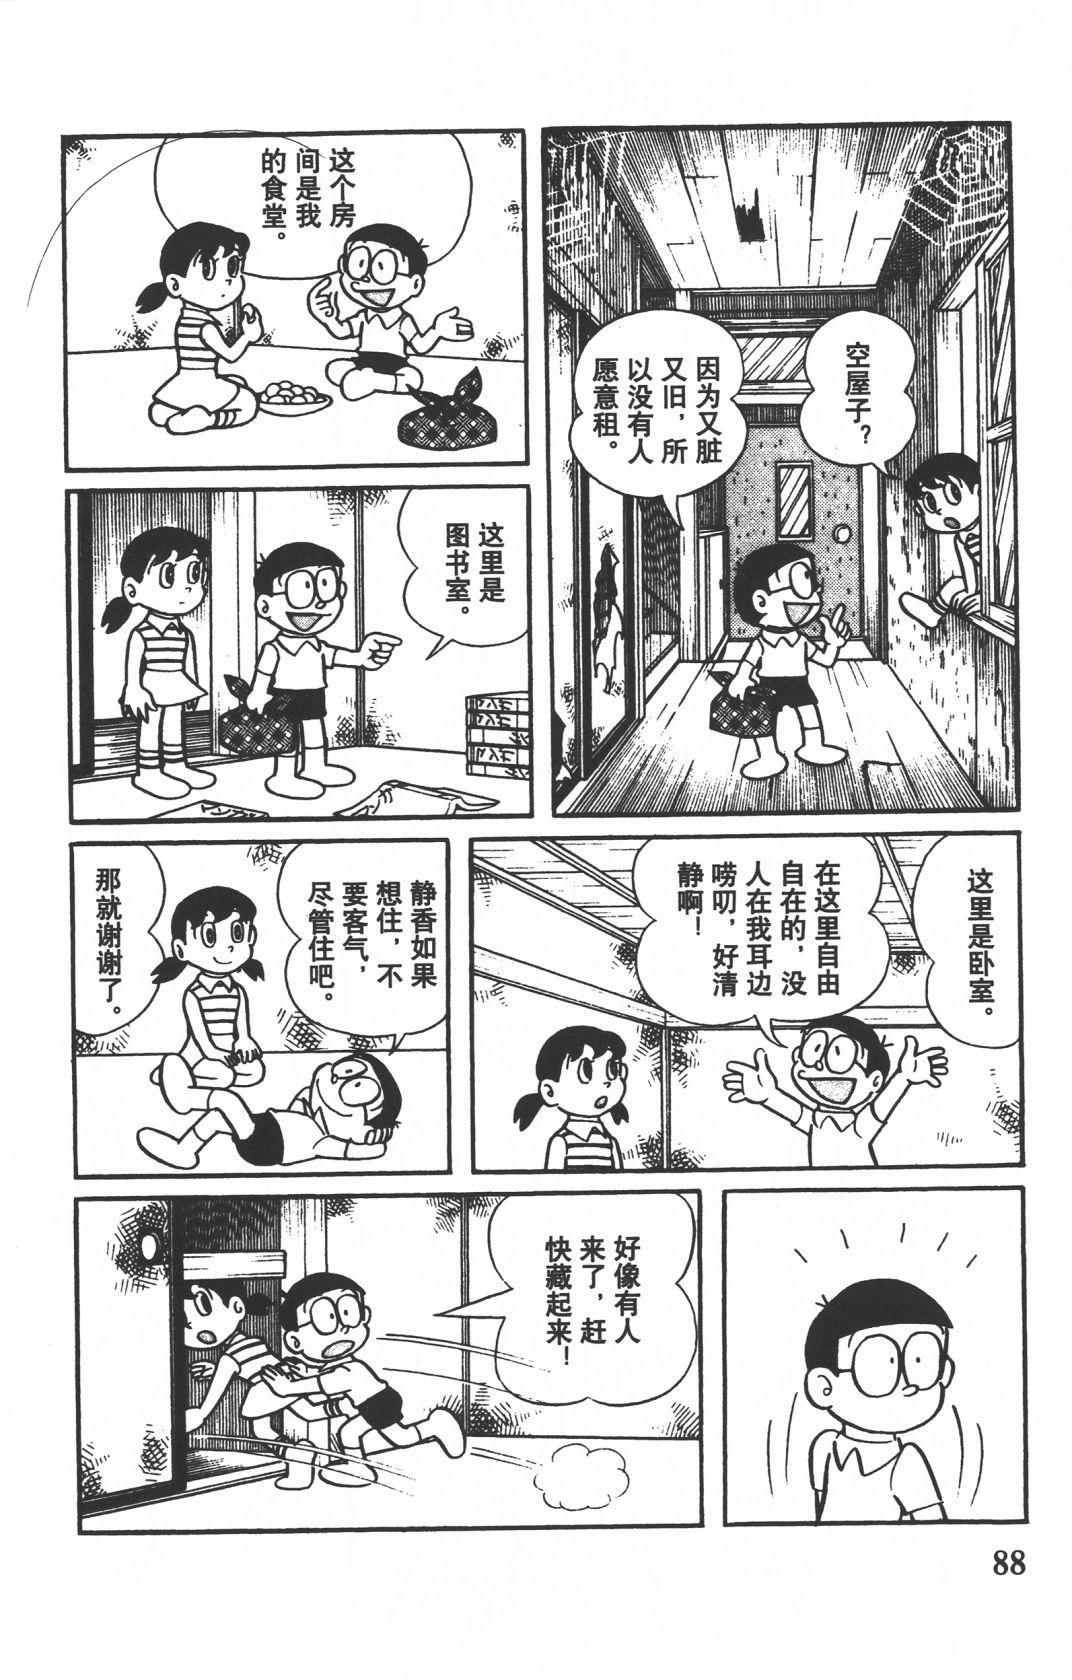 空屋子？
因为又脏
又旧，所
以没有人
愿意租。
这个房
间是我
的食堂。
这里是
图书室。
マンガ
这里是卧室。
在这里自由
自在的，没
人在我耳边
唠叨，好清
静啊！
静香如果
想住，不
要客气，
尽管住吧。
那就谢谢了。
好像有人
来了，赶
快藏起来！
88